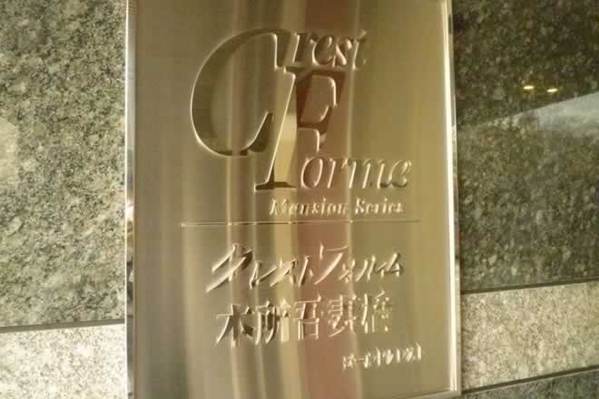 Crest
Forme
Mansion Series
クレストフォルム
本所吾妻橋